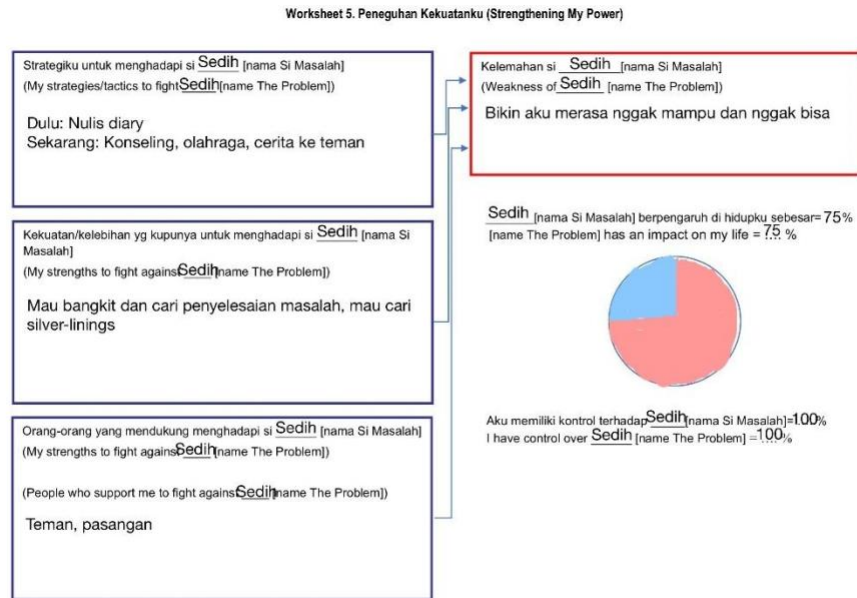 Worksheet 5. Peneguhan Kekuatanku (Strengthening My Power)
Strategiku untuk menghadapi si Sedih [nama Si Masalah]
(My strategies/tactics to fight Sedih [name The Problem])
Dulu: Nulis diary
Sekarang: Konseling, olahraga, cerita ke teman
Kekuatan/kelebihan yg kupunya untuk menghadapi si Sedih [nama Si
Masalah]
(My strengths to fight against Sedih [name The Problem])
Mau bangkit dan cari penyelesaian masalah, mau cari
silver-linings
Orang-orang yang mendukung menghadapi si Sedih [nama Si Masalah]
(My strengths to fight against Sedih [name The Problem])
(People who support me to fight against Sedih [name The Problem])
Teman, pasangan
Kelemahan si Sedih [nama Si Masalah]
(Weakness of Sedih [name The Problem])
Bikin aku merasa nggak mampu dan nggak bisa
Sedih [nama Si Masalah] berpengaruh di hidupku sebesar= 75%
[name The Problem] has an impact on my life = 75 %
Aku memiliki kontrol terhadap Sedih [nama Si Masalah]=100%
I have control over Sedih [name The Problem] =100%